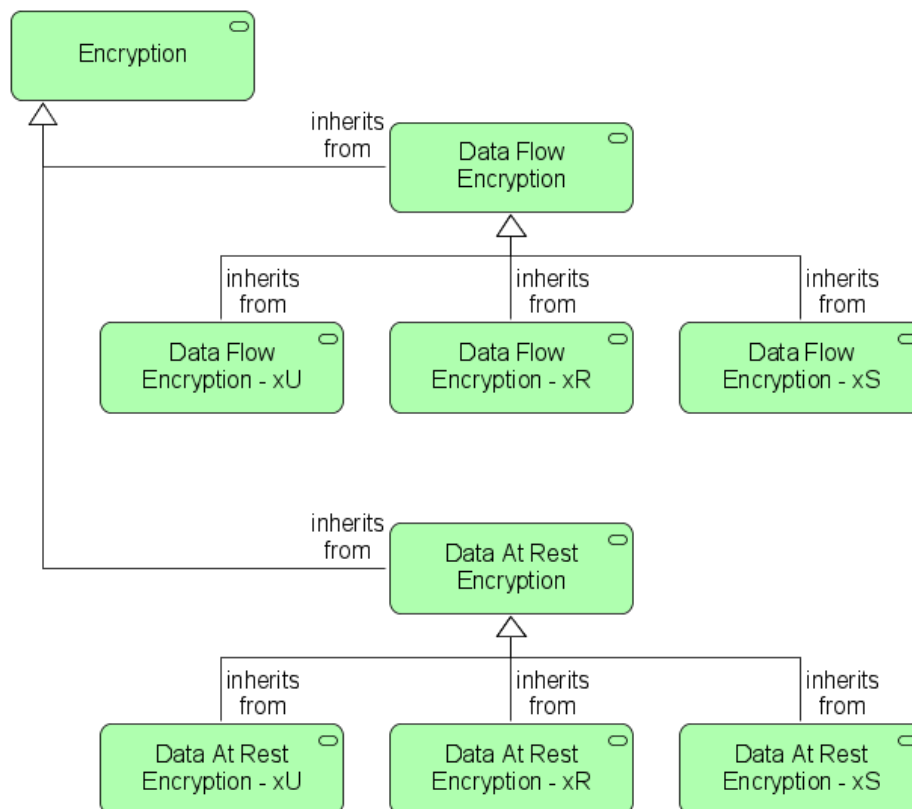 Encryption
inherits
from
Data Flow
Encryption
inherits
from
inherits
from
inherits
from
Data Flow
Encryption - xU
Data Flow
Encryption - xR
Data Flow
Encryption - xS
inherits
from
Data At Rest
Encryption
inherits
from
inherits
from
inherits
from
Data At Rest
Encryption - xU
Data At Rest
Encryption - xR
Data At Rest
Encryption - xS